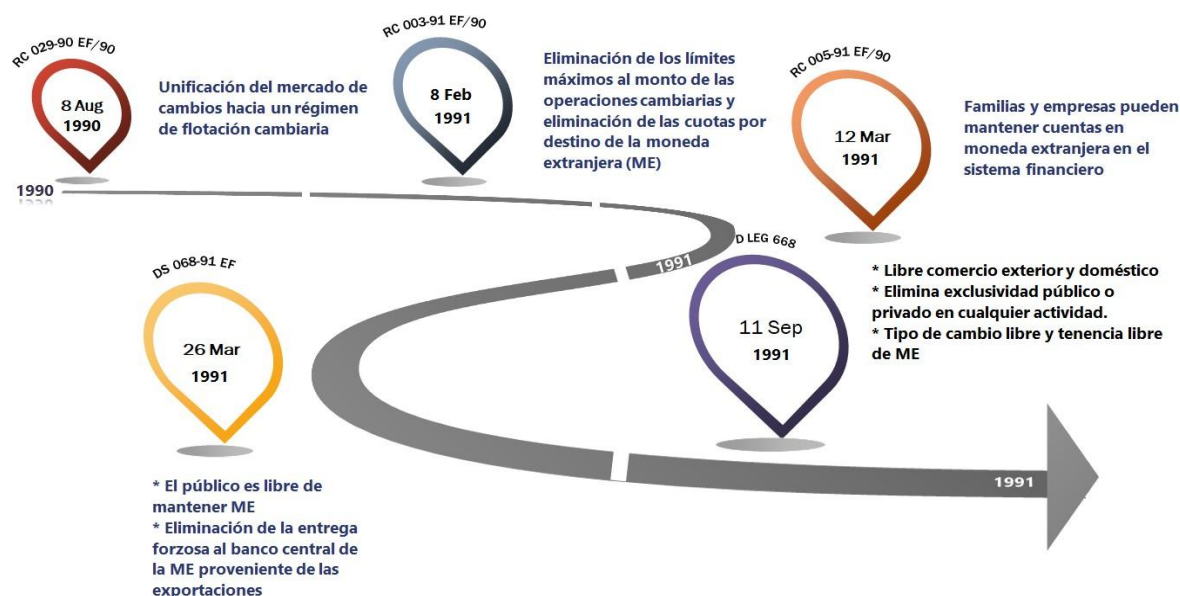 RC 029-90 EF/90
8 Aug
1990
Unificación del mercado de
cambios hacia un régimen
de flotación cambiaria
RC 003-91 EF/90
8 Feb
1991
Eliminación de los límites
máximos al monto de las
operaciones cambiarias y
eliminación de las cuotas por
destino de la moneda
extranjera (ME)
RC 005-91 EF/90
12 Mar
1991
Familias y empresas pueden
mantener cuentas en
moneda extranjera en el
sistema financiero
1990
1991
DS 068-91 EF
26 Mar
1991
* El público es libre de
mantener ME
* Eliminación de la entrega
forzosa al banco central de
la ME proveniente de las
exportaciones
D LEG 668
11 Sep
1991
* Libre comercio exterior y doméstico
* Elimina exclusividad público o
privado en cualquier actividad.
* Tipo de cambio libre y tenencia libre
de ME
1991